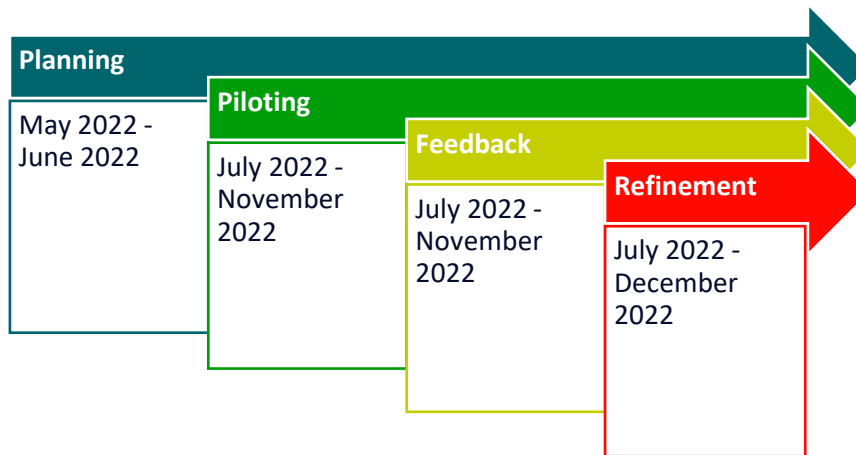 Planning
May 2022 -
June 2022
Piloting
July 2022 -
November
2022
Feedback
July 2022 -
November
2022
Refinement
July 2022 -
December
2022